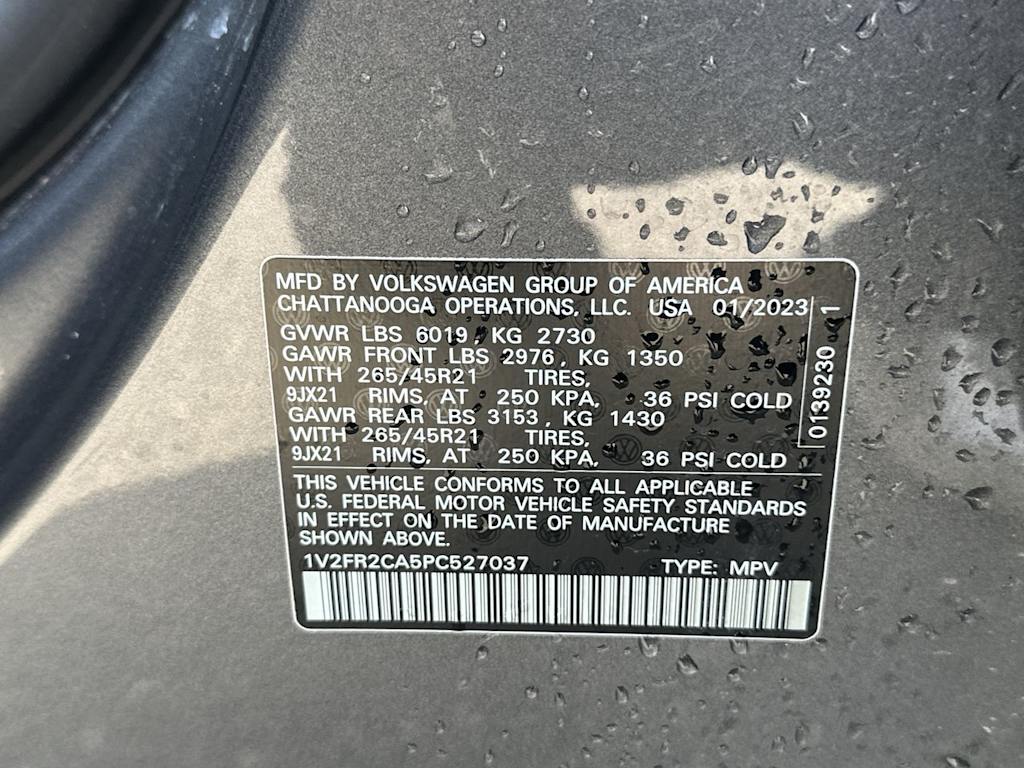 MFD BY VOLKSWAGEN GROUP OF AMERICA
CHATTANOOGA OPERATIONS, LLC. USA 01/2023
GVWR LBS 6019, KG 2730
GAWR FRONT LBS 2976, KG 1350
WITH 265/45R21 TIRES,
9JX21 RIMS, AT 250 KPA, 36 PSI COLD
GAWR REAR LBS 3153, KG 1430
WITH 265/45R21 TIRES,
9JX21 RIMS, AT 250 KPA, 36 PSI COLD
0139230 1
THIS VEHICLE CONFORMS TO ALL APPLICABLE
U.S. FEDERAL MOTOR VEHICLE SAFETY STANDARDS
IN EFFECT ON THE DATE OF MANUFACTURE
SHOWN ABOVE.
1V2FR2CA5PC527037 TYPE: MPV